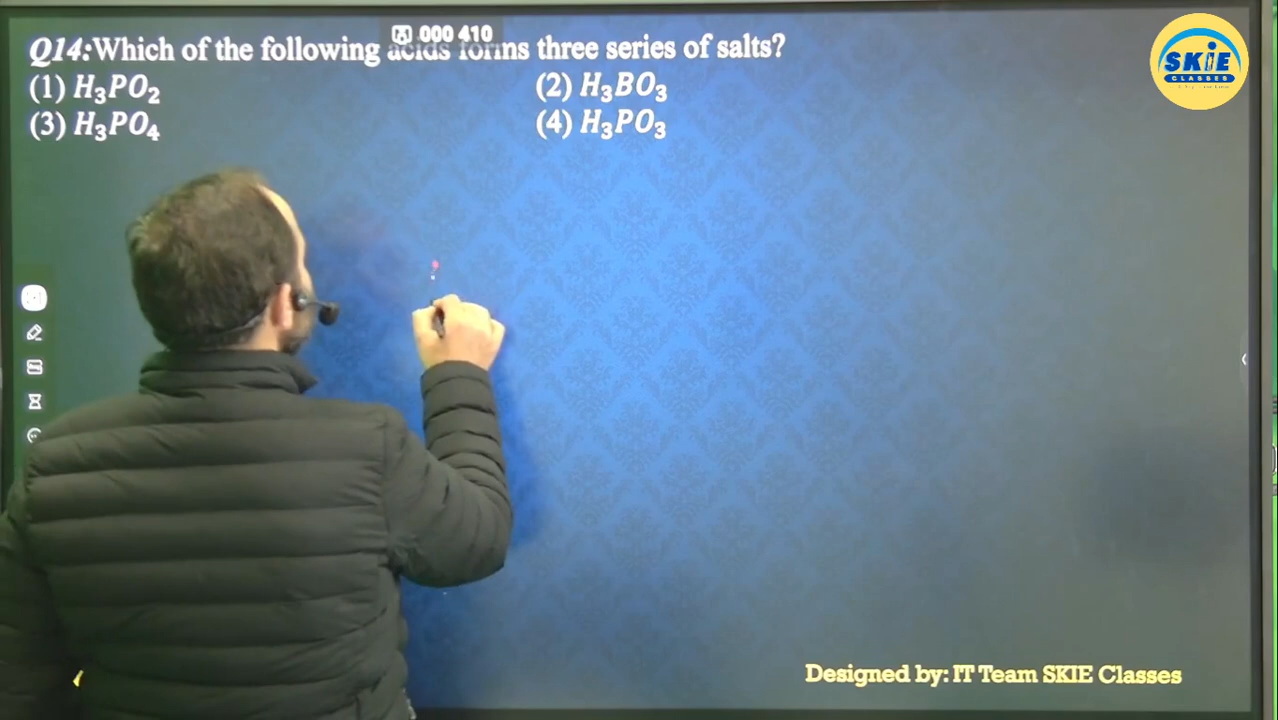 000 410
Q14:Which of the following acids forms three series of salts?
(1) H₃PO₂ (2) H₃BO₃
(3) H₃PO₄ (4) H₃PO₃
SKiE
CLASSES
Designed by: IT Team SKIE Classes